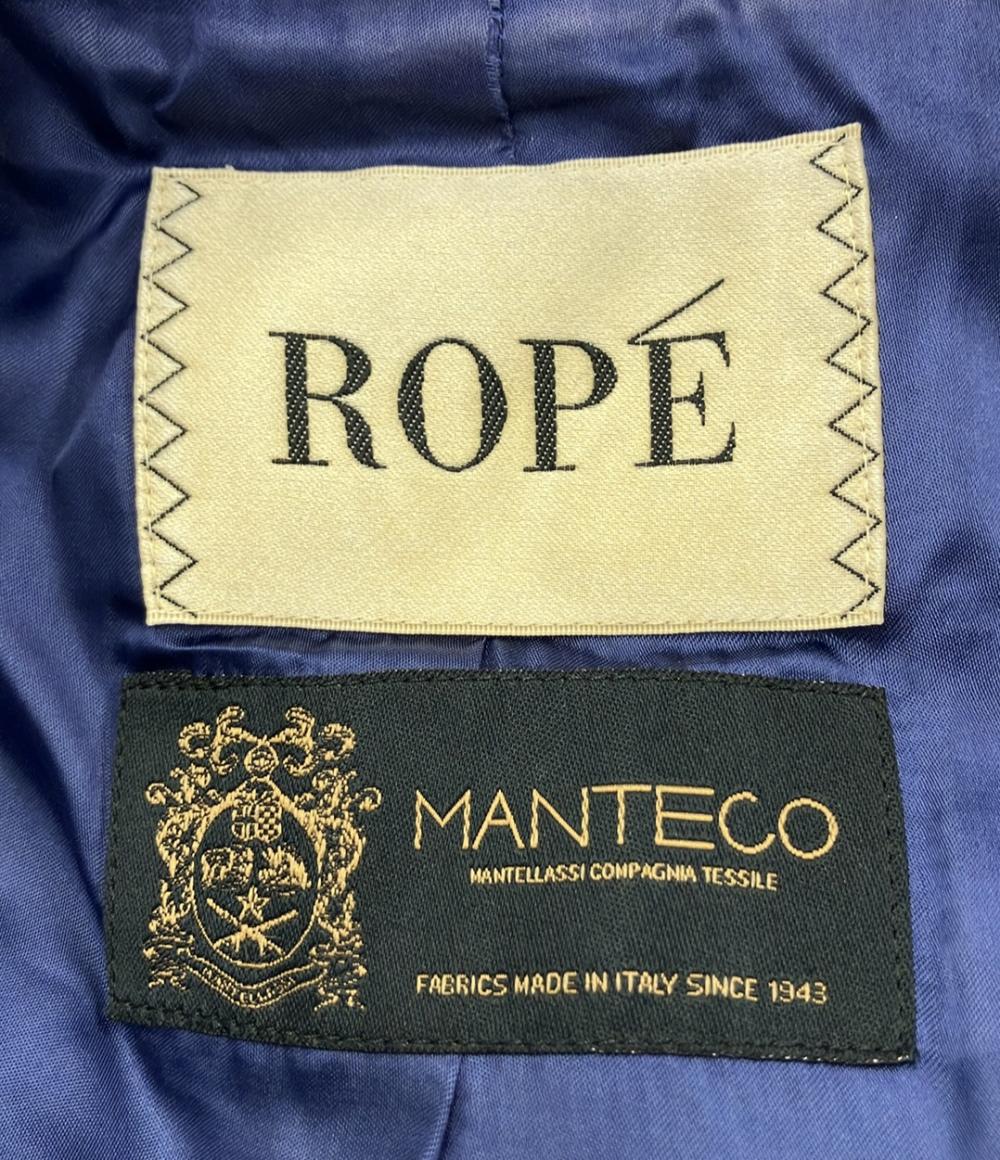 ROPÉ
MANTECO
MANTELLASSI COMPAGNIA TESSILE
FABRICS MADE IN ITALY SINCE 1943